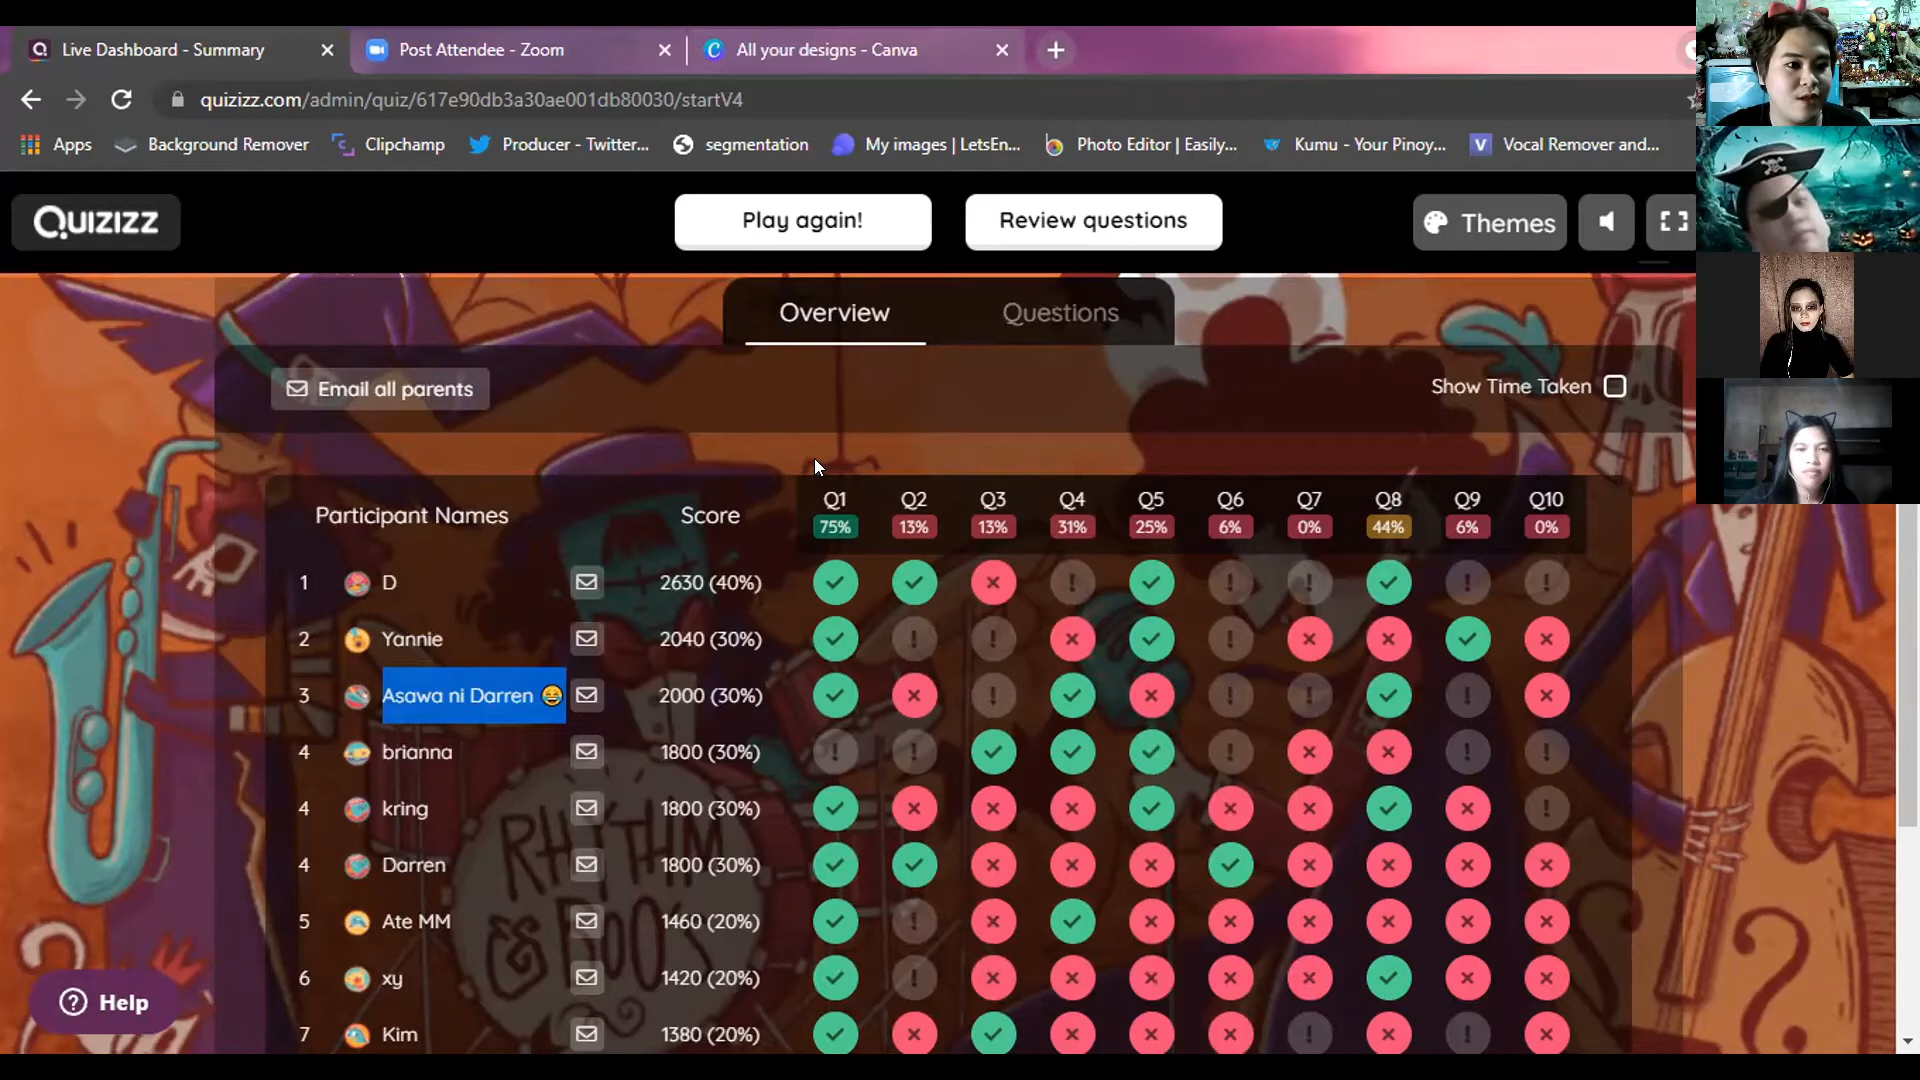 Live Dashboard - Summary
Post Attendee - Zoom
All your designs - Canva
quizizz.com/admin/quiz/617e90db3a30ae001db80030/startV4
Apps
Background Remover
Clipchamp
Producer - Twitter...
segmentation
My images | LetsEn...
Photo Editor | Easily...
Kumu - Your Pinoy...
V
Vocal Remover and...
QUIZIZZ
Play again!
Review questions
Themes
Overview
Questions
Email all parents
Show Time Taken
Participant Names
Score
Q1 Q2 Q3 Q4 Q5 Q6 Q7 Q8 Q9 Q10
75% 13% 13% 31% 25% 6% 0% 44% 6% 0%
1 D 2630 (40%)
2 Yannie 2040 (30%)
3 Asawa ni Darren 😂 2000 (30%)
4 brianna 1800 (30%)
4 kring 1800 (30%)
4 Darren 1800 (30%)
5 Ate MM 1460 (20%)
6 xy 1420 (20%)
7 Kim 1380 (20%)
RHYTHM
& BOOS
Help